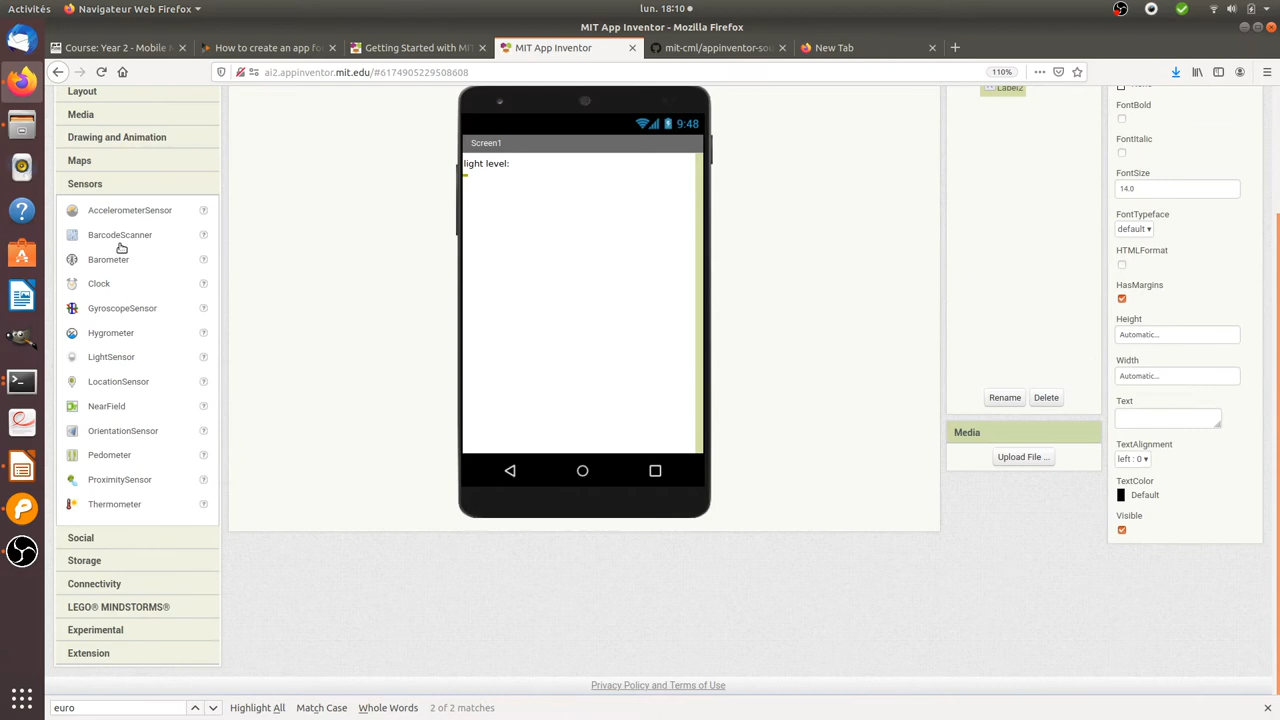 Activités
Navigateur Web Firefox
lun. 18:10
MIT App Inventor - Mozilla Firefox
Course: Year 2 - Mobile
How to create an app fo
Getting Started with MIT
MIT App Inventor
mit-cml/appinventor-sou
New Tab
ai2.appinventor.mit.edu/#6174905229508608
110%
Layout
Media
Drawing and Animation
Maps
Sensors
AccelerometerSensor
BarcodeScanner
Barometer
Clock
GyroscopeSensor
Hygrometer
LightSensor
LocationSensor
NearField
OrientationSensor
Pedometer
ProximitySensor
Thermometer
Social
Storage
Connectivity
LEGO® MINDSTORMS®
Experimental
Extension
9:48
Screen1
light level:
Label2
Rename
Delete
Media
Upload File ...
FontBold
FontItalic
FontSize
14.0
FontTypeface
default
HTMLFormat
HasMargins
Height
Automatic...
Width
Automatic...
Text
TextAlignment
left : 0
TextColor
Default
Visible
Privacy Policy and Terms of Use
euro
Highlight All
Match Case
Whole Words
2 of 2 matches